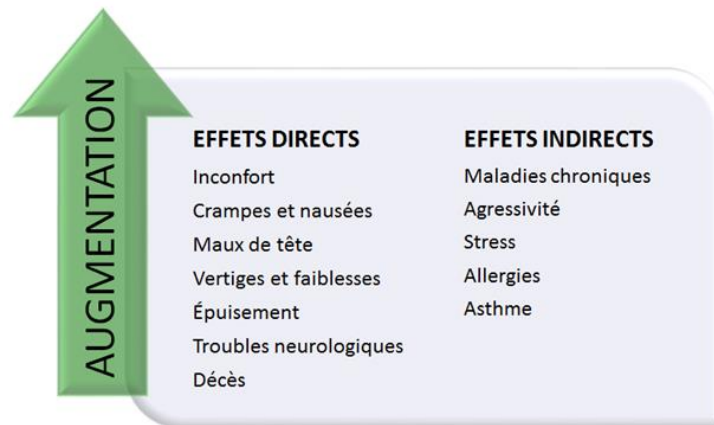 AUGMENTATION
EFFETS DIRECTS
Inconfort
Crampes et nausées
Maux de tête
Vertiges et faiblesses
Épuisement
Troubles neurologiques
Décès
EFFETS INDIRECTS
Maladies chroniques
Agressivité
Stress
Allergies
Asthme